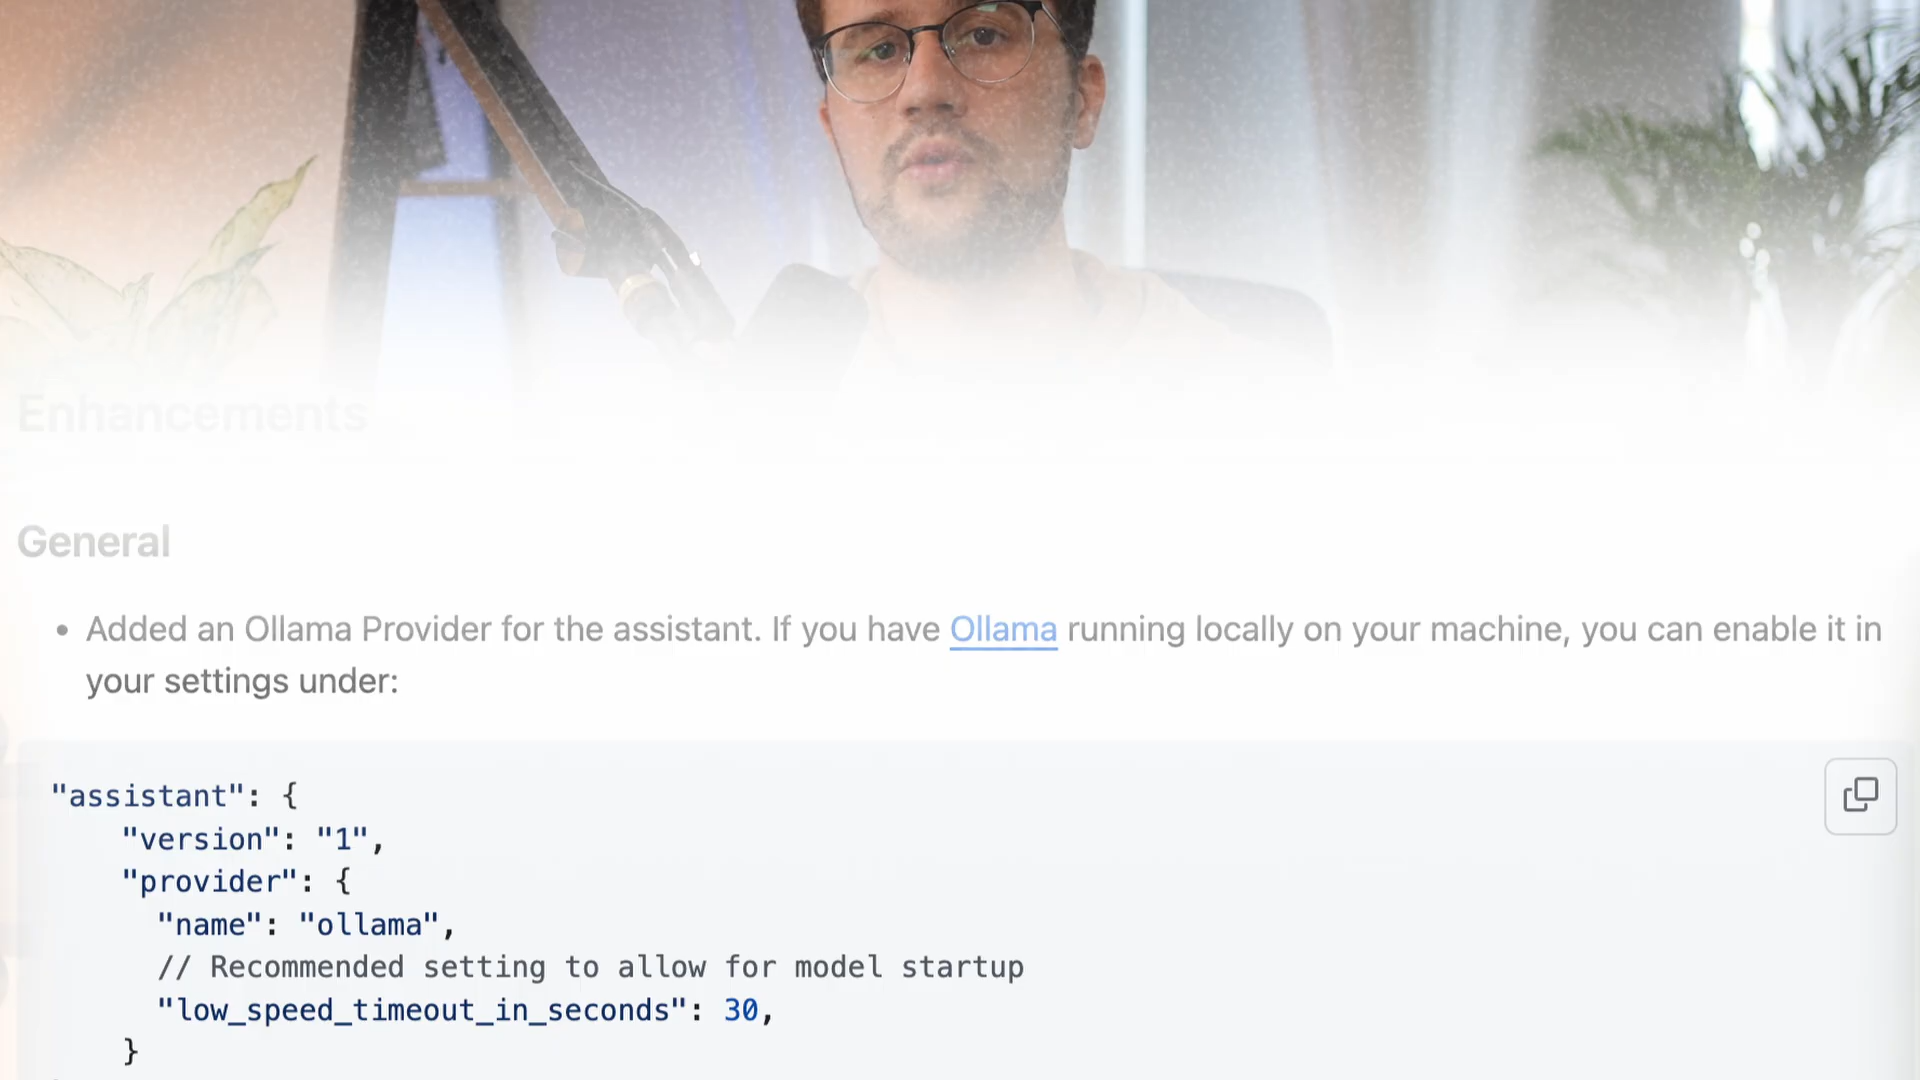 Enhancements
General
• Added an Ollama Provider for the assistant. If you have Ollama running locally on your machine, you can enable it in
your settings under:
"assistant": {
    "version": "1",
    "provider": {
      "name": "ollama",
      // Recommended setting to allow for model startup
      "low_speed_timeout_in_seconds": 30,
    }